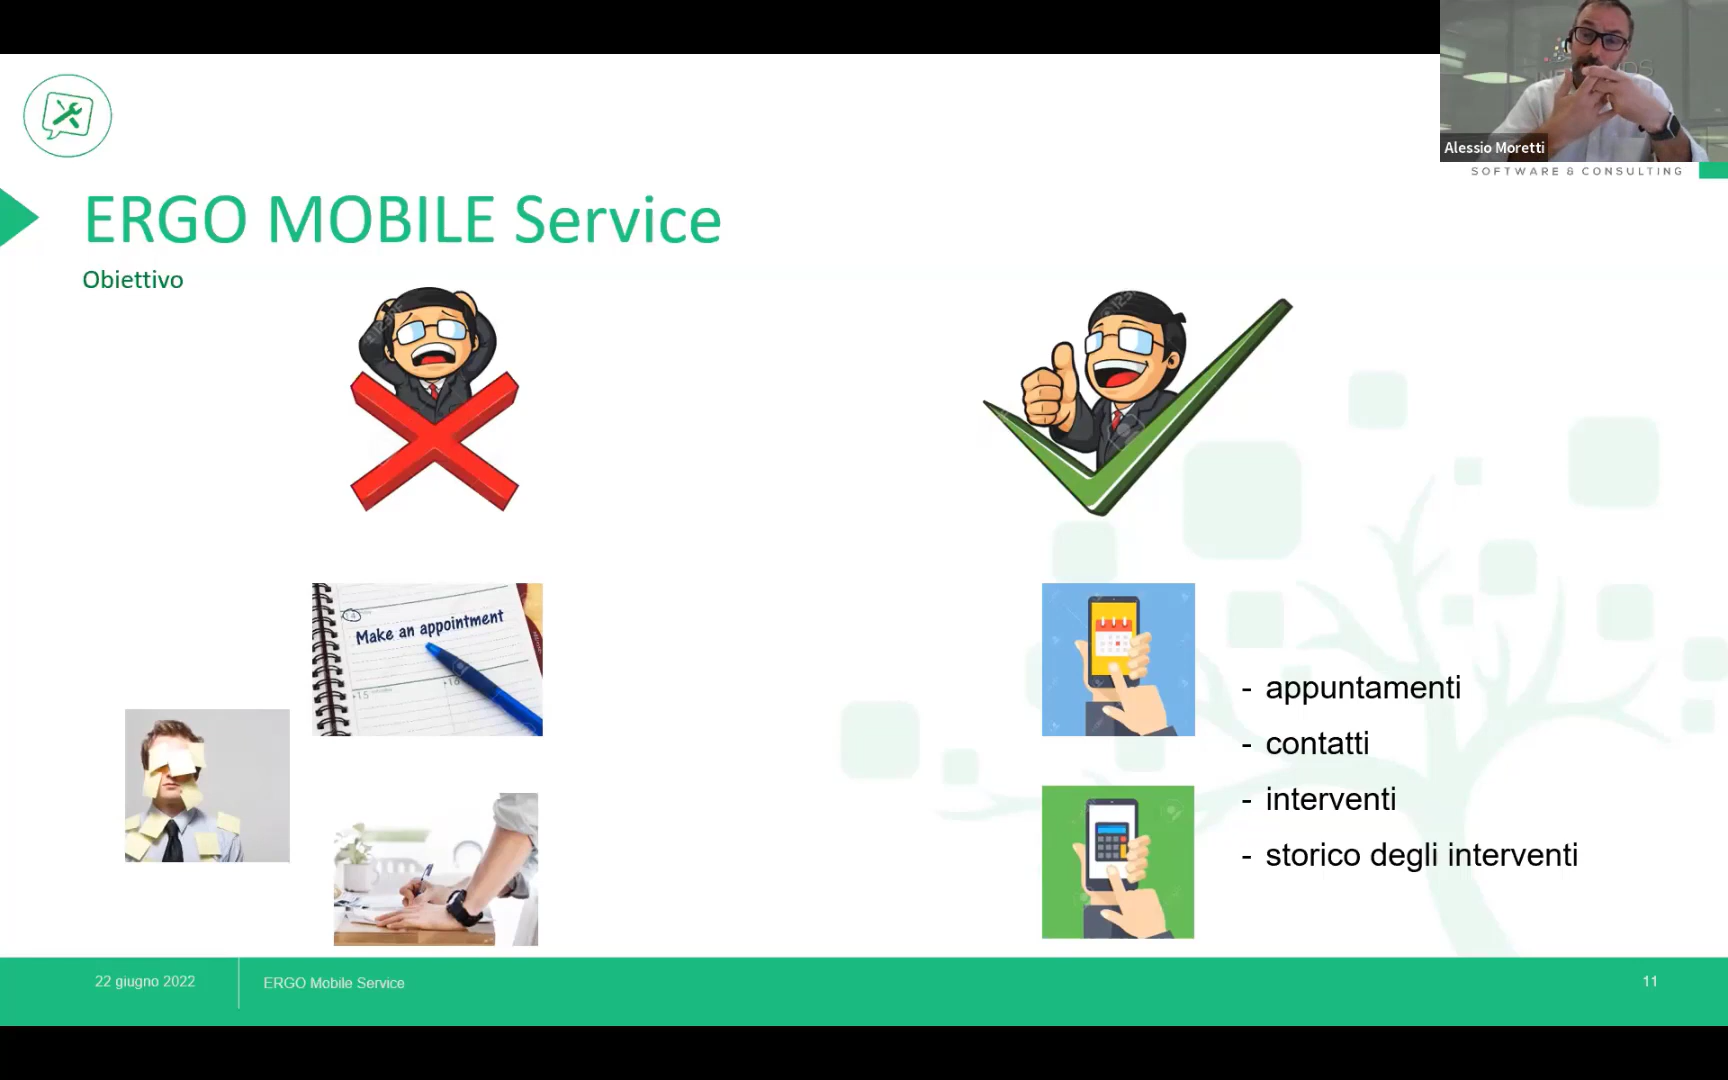 Alessio Moretti
SOFTWARE & CONSULTING
ERGO MOBILE Service
Obiettivo
Make an appointment
15
- appuntamenti
- contatti
- interventi
- storico degli interventi
22 giugno 2022
ERGO Mobile Service
11